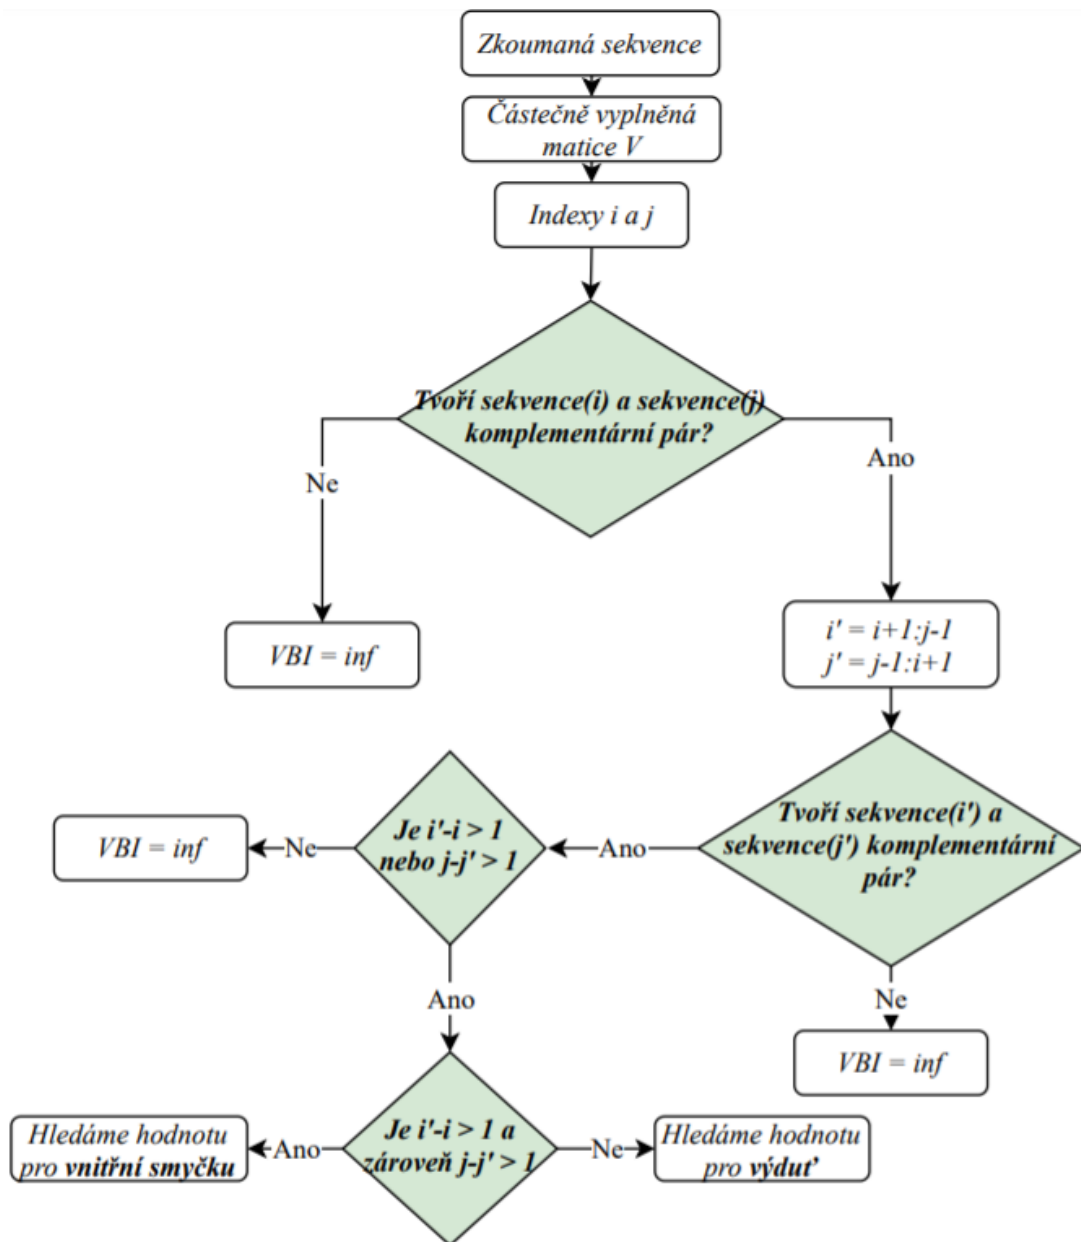 Zkoumaná sekvence
Částečně vyplněná
matice V
Indexy i a j
Tvoří sekvence(i) a sekvence(j)
komplementární pár?
Ne
Ano
VBI = inf
i' = i+1:j-1
j' = j-1:i+1
Tvoří sekvence(i') a
sekvence(j') komplementární
pár?
Ano
Je i'-i > 1
nebo j-j' > 1
Ne
VBI = inf
Ne
VBI = inf
Ano
Je i'-i > 1 a
zároveň j-j' > 1
Ano
Hledáme hodnotu
pro vnitřní smyčku
Ne
Hledáme hodnotu
pro výduť